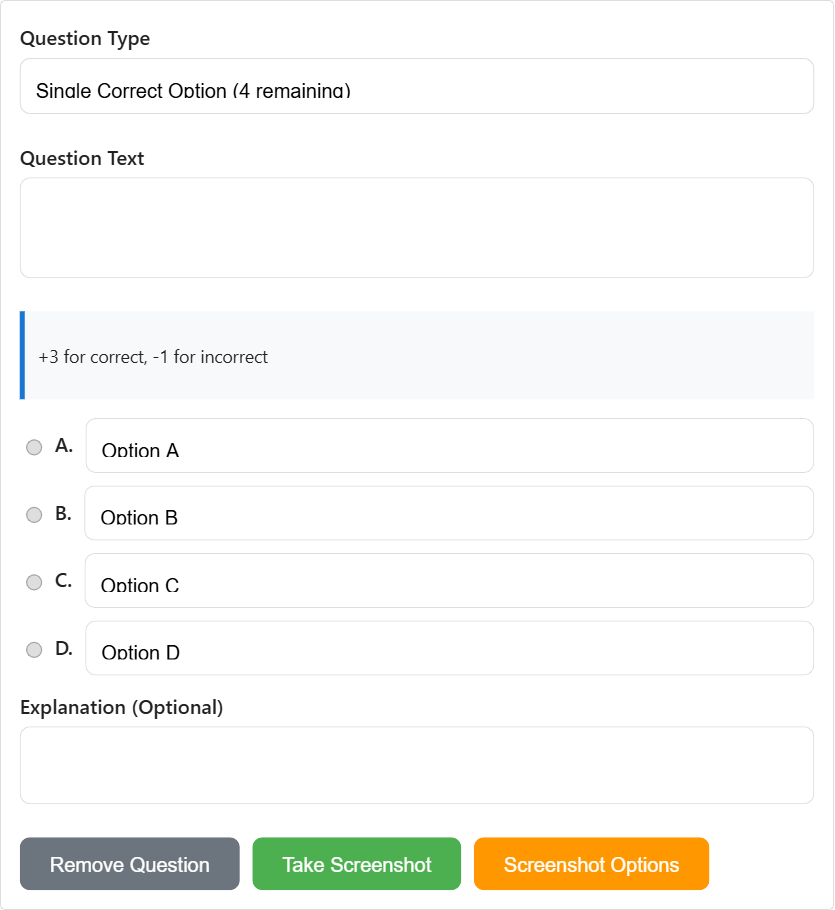 Question Type
Single Correct Option (4 remaining)
Question Text
+3 for correct, -1 for incorrect
A.
Option A
B.
Option B
C.
Option C
D.
Option D
Explanation (Optional)
Remove Question
Take Screenshot
Screenshot Options